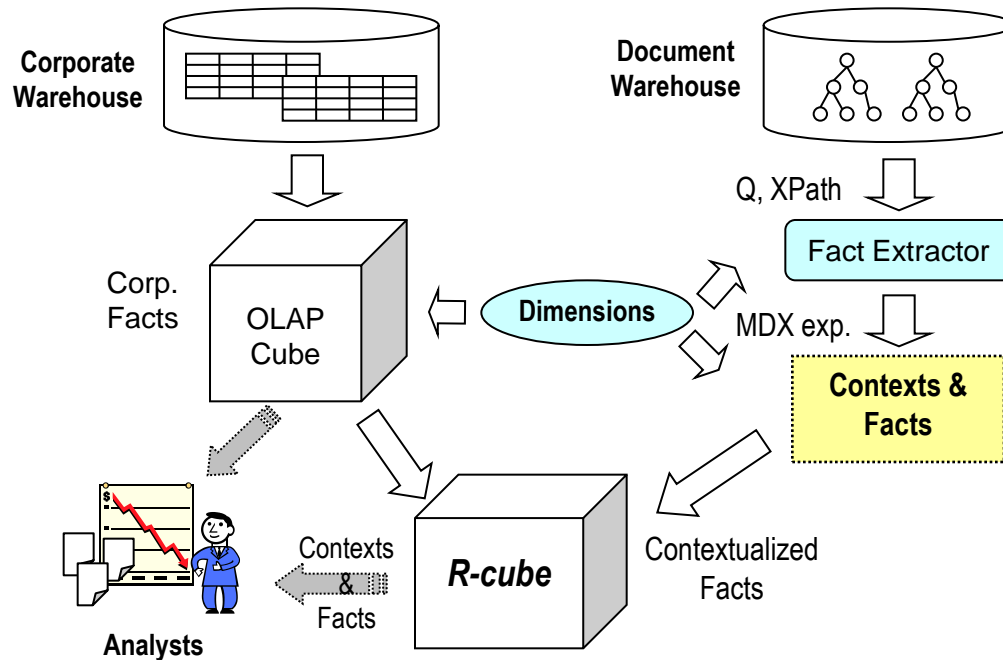 Corporate
Warehouse
Document
Warehouse
Q, XPath
Fact Extractor
Corp.
Facts
OLAP
Cube
Dimensions
MDX exp.
Contexts &
Facts
$
Contexts
&
Facts
R-cube
Contextualized
Facts
Analysts